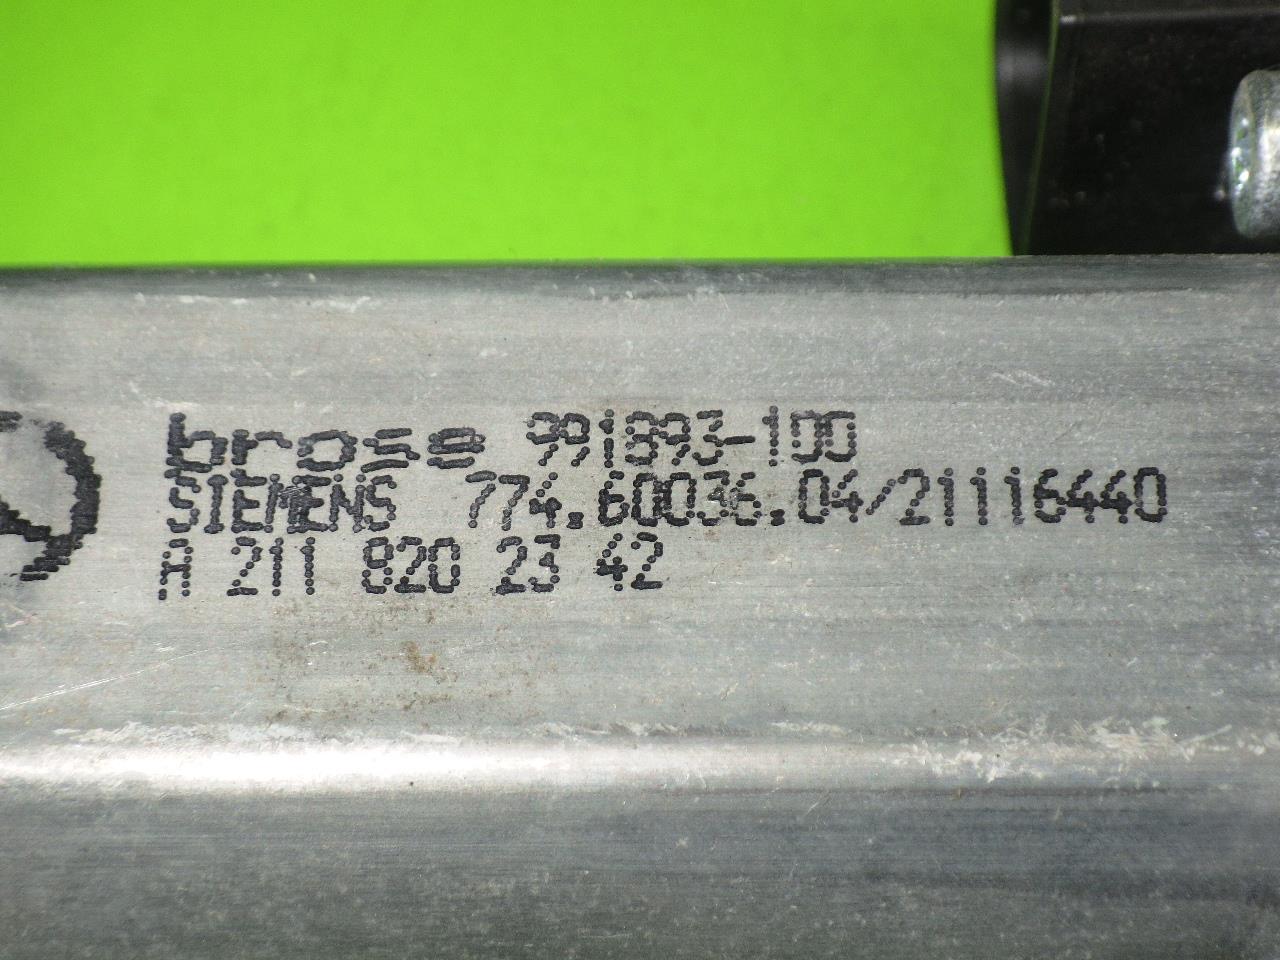 brose 991893-100
SIEMENS 774.60036.04/21116440
A 211 820 23 42